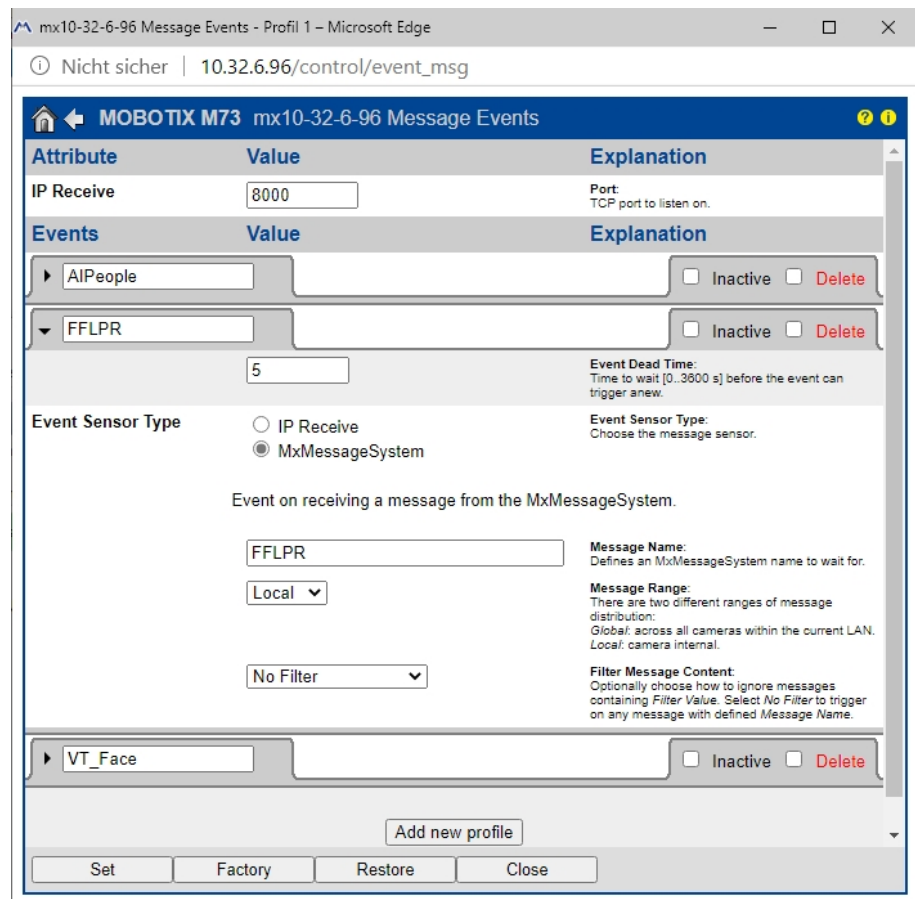 mx10-32-6-96 Message Events - Profil 1 – Microsoft Edge
Nicht sicher | 10.32.6.96/control/event_msg
MOBOTIX M73 mx10-32-6-96 Message Events ? i
Attribute Value Explanation
IP Receive 8000 Port:
TCP port to listen on.
Events Value Explanation
AIPeople Inactive Delete
FFLPR Inactive Delete
5 Event Dead Time:
Time to wait [0..3600 s] before the event can
trigger anew.
Event Sensor Type IP Receive Event Sensor Type:
MxMessageSystem Choose the message sensor.
Event on receiving a message from the MxMessageSystem.
FFLPR Message Name:
Defines an MxMessageSystem name to wait for.
Local Message Range:
There are two different ranges of message
distribution:
Global: across all cameras within the current LAN.
Local: camera internal.
No Filter Filter Message Content:
Optionally choose how to ignore messages
containing Filter Value. Select No Filter to trigger
on any message with defined Message Name.
VT_Face Inactive Delete
Add new profile
Set Factory Restore Close